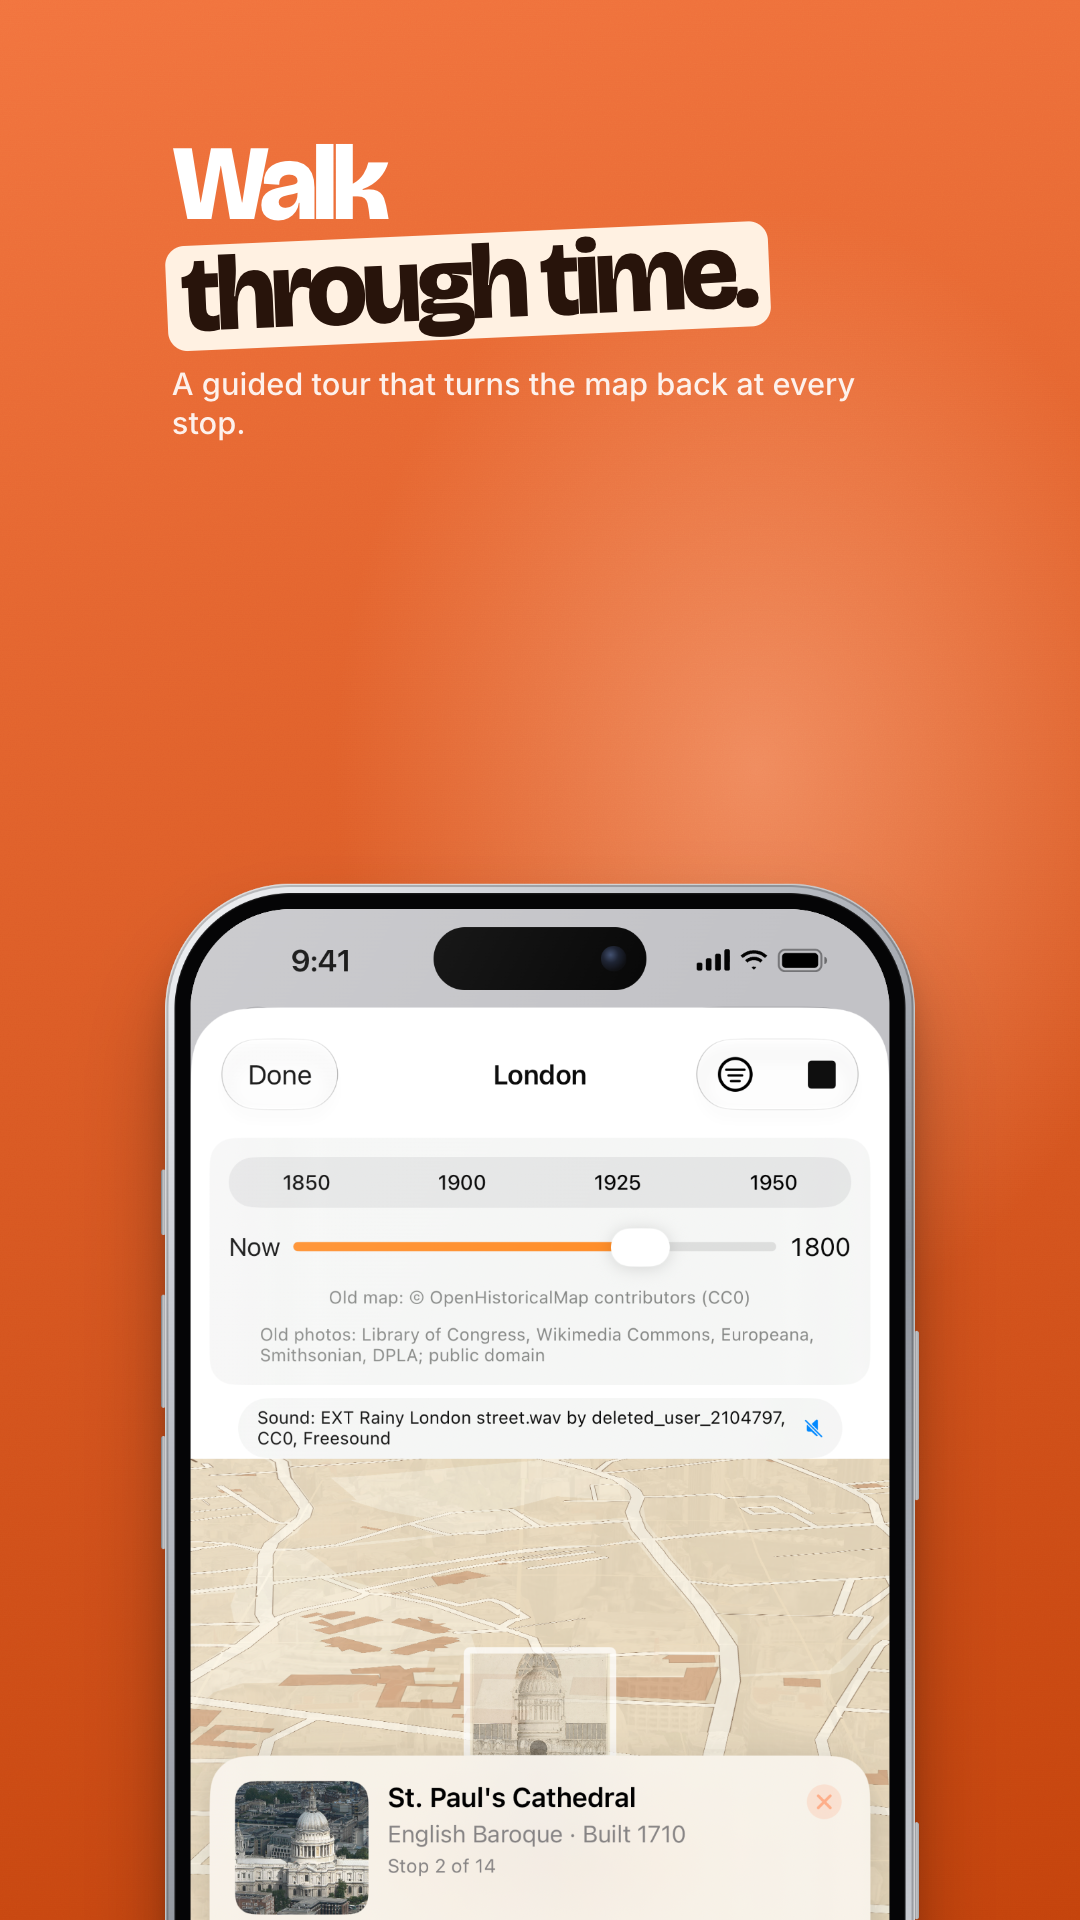 Walk
through time.
A guided tour that turns the map back at every
stop.
9:41
Done
London
1850 1900 1925 1950
Now 1800
Old map: © OpenHistoricalMap contributors (CC0)
Old photos: Library of Congress, Wikimedia Commons, Europeana,
Smithsonian, DPLA; public domain
Sound: EXT Rainy London street.wav by deleted_user_2104797,
CC0, Freesound
St. Paul's Cathedral
English Baroque · Built 1710
Stop 2 of 14